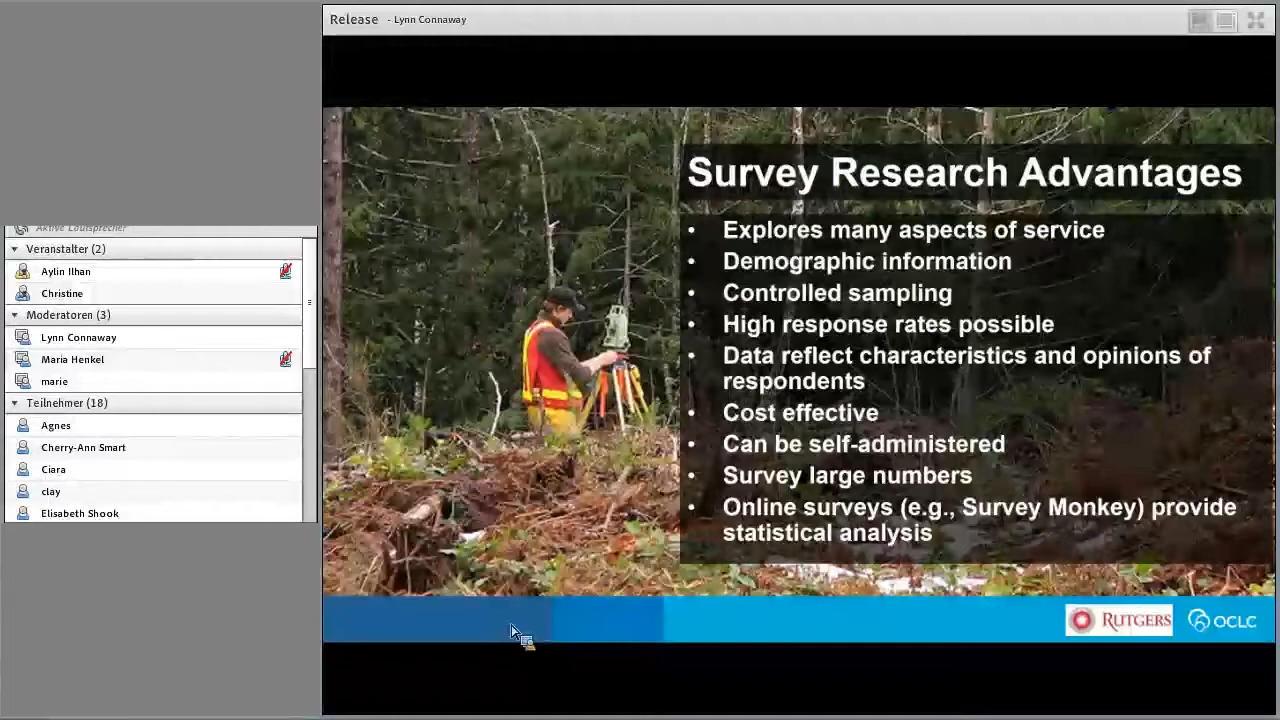 Release - Lynn Connaway
Aktive Lautsprecher
Veranstalter (2)
Aylin Ilhan
Christine
Moderatoren (3)
Lynn Connaway
Maria Henkel
marie
Teilnehmer (18)
Agnes
Cherry-Ann Smart
Ciara
clay
Elisabeth Shook
Survey Research Advantages
• Explores many aspects of service
• Demographic information
• Controlled sampling
• High response rates possible
• Data reflect characteristics and opinions of
respondents
• Cost effective
• Can be self-administered
• Survey large numbers
• Online surveys (e.g., Survey Monkey) provide
statistical analysis
RUTGERS
OCLC